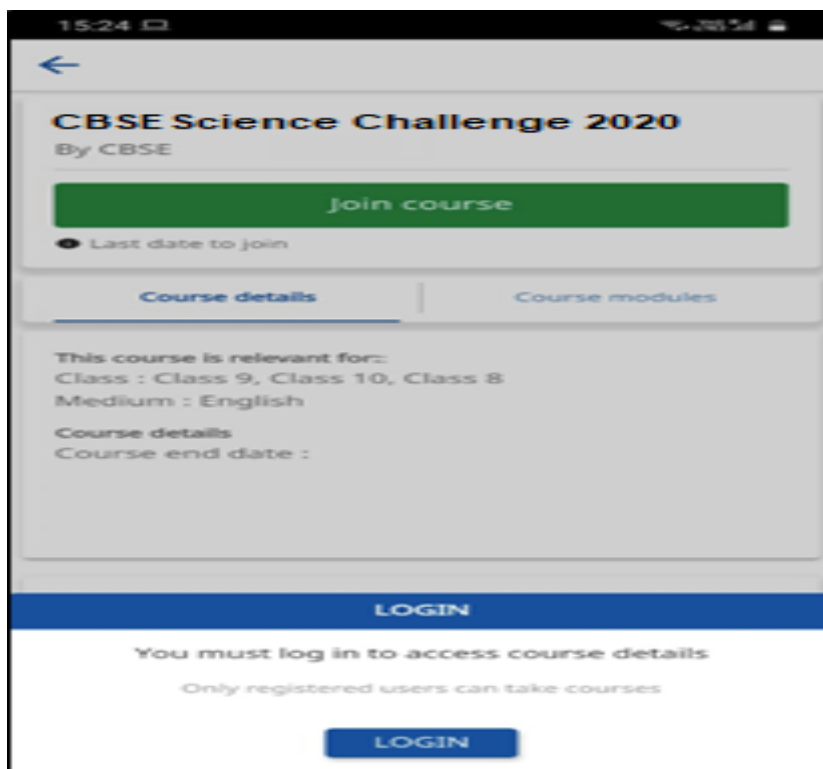 15:24
CBSE Science Challenge 2020
By CBSE
Join course
Last date to join
Course details
Course modules
This course is relevant for:
Class : Class 9, Class 10, Class 8
Medium : English
Course details
Course end date :
LOGIN
You must log in to access course details
Only registered users can take courses
LOGIN